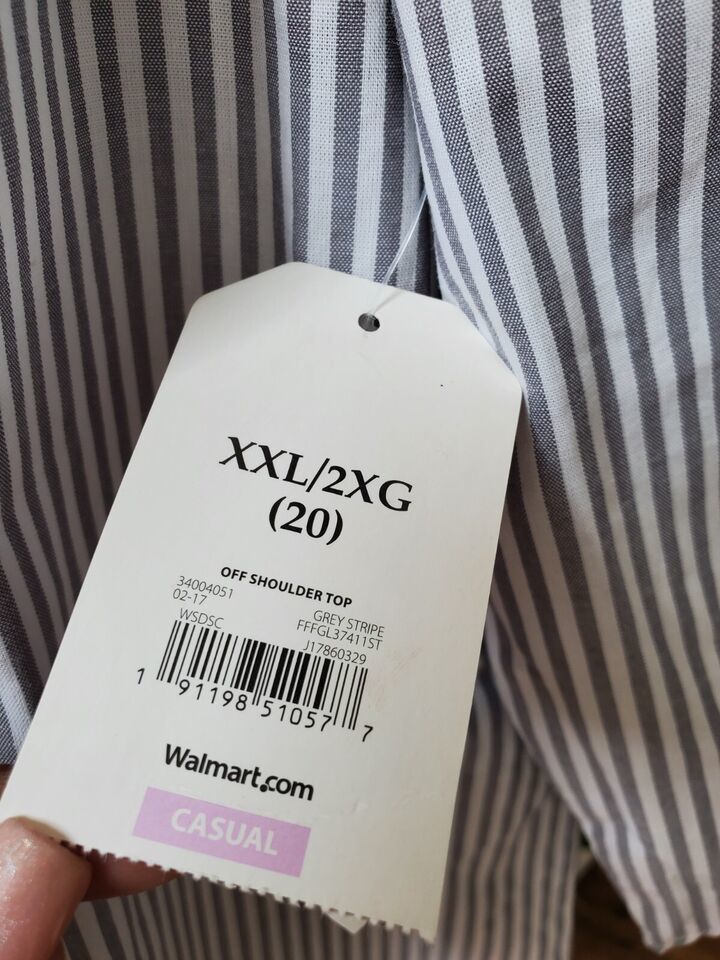 XXL/2XG
(20)
OFF SHOULDER TOP
34004051
02-17
GREY STRIPE
WSDSC
FFFGL37411ST
J17860329
1 91198 51057 7
Walmart.com
CASUAL